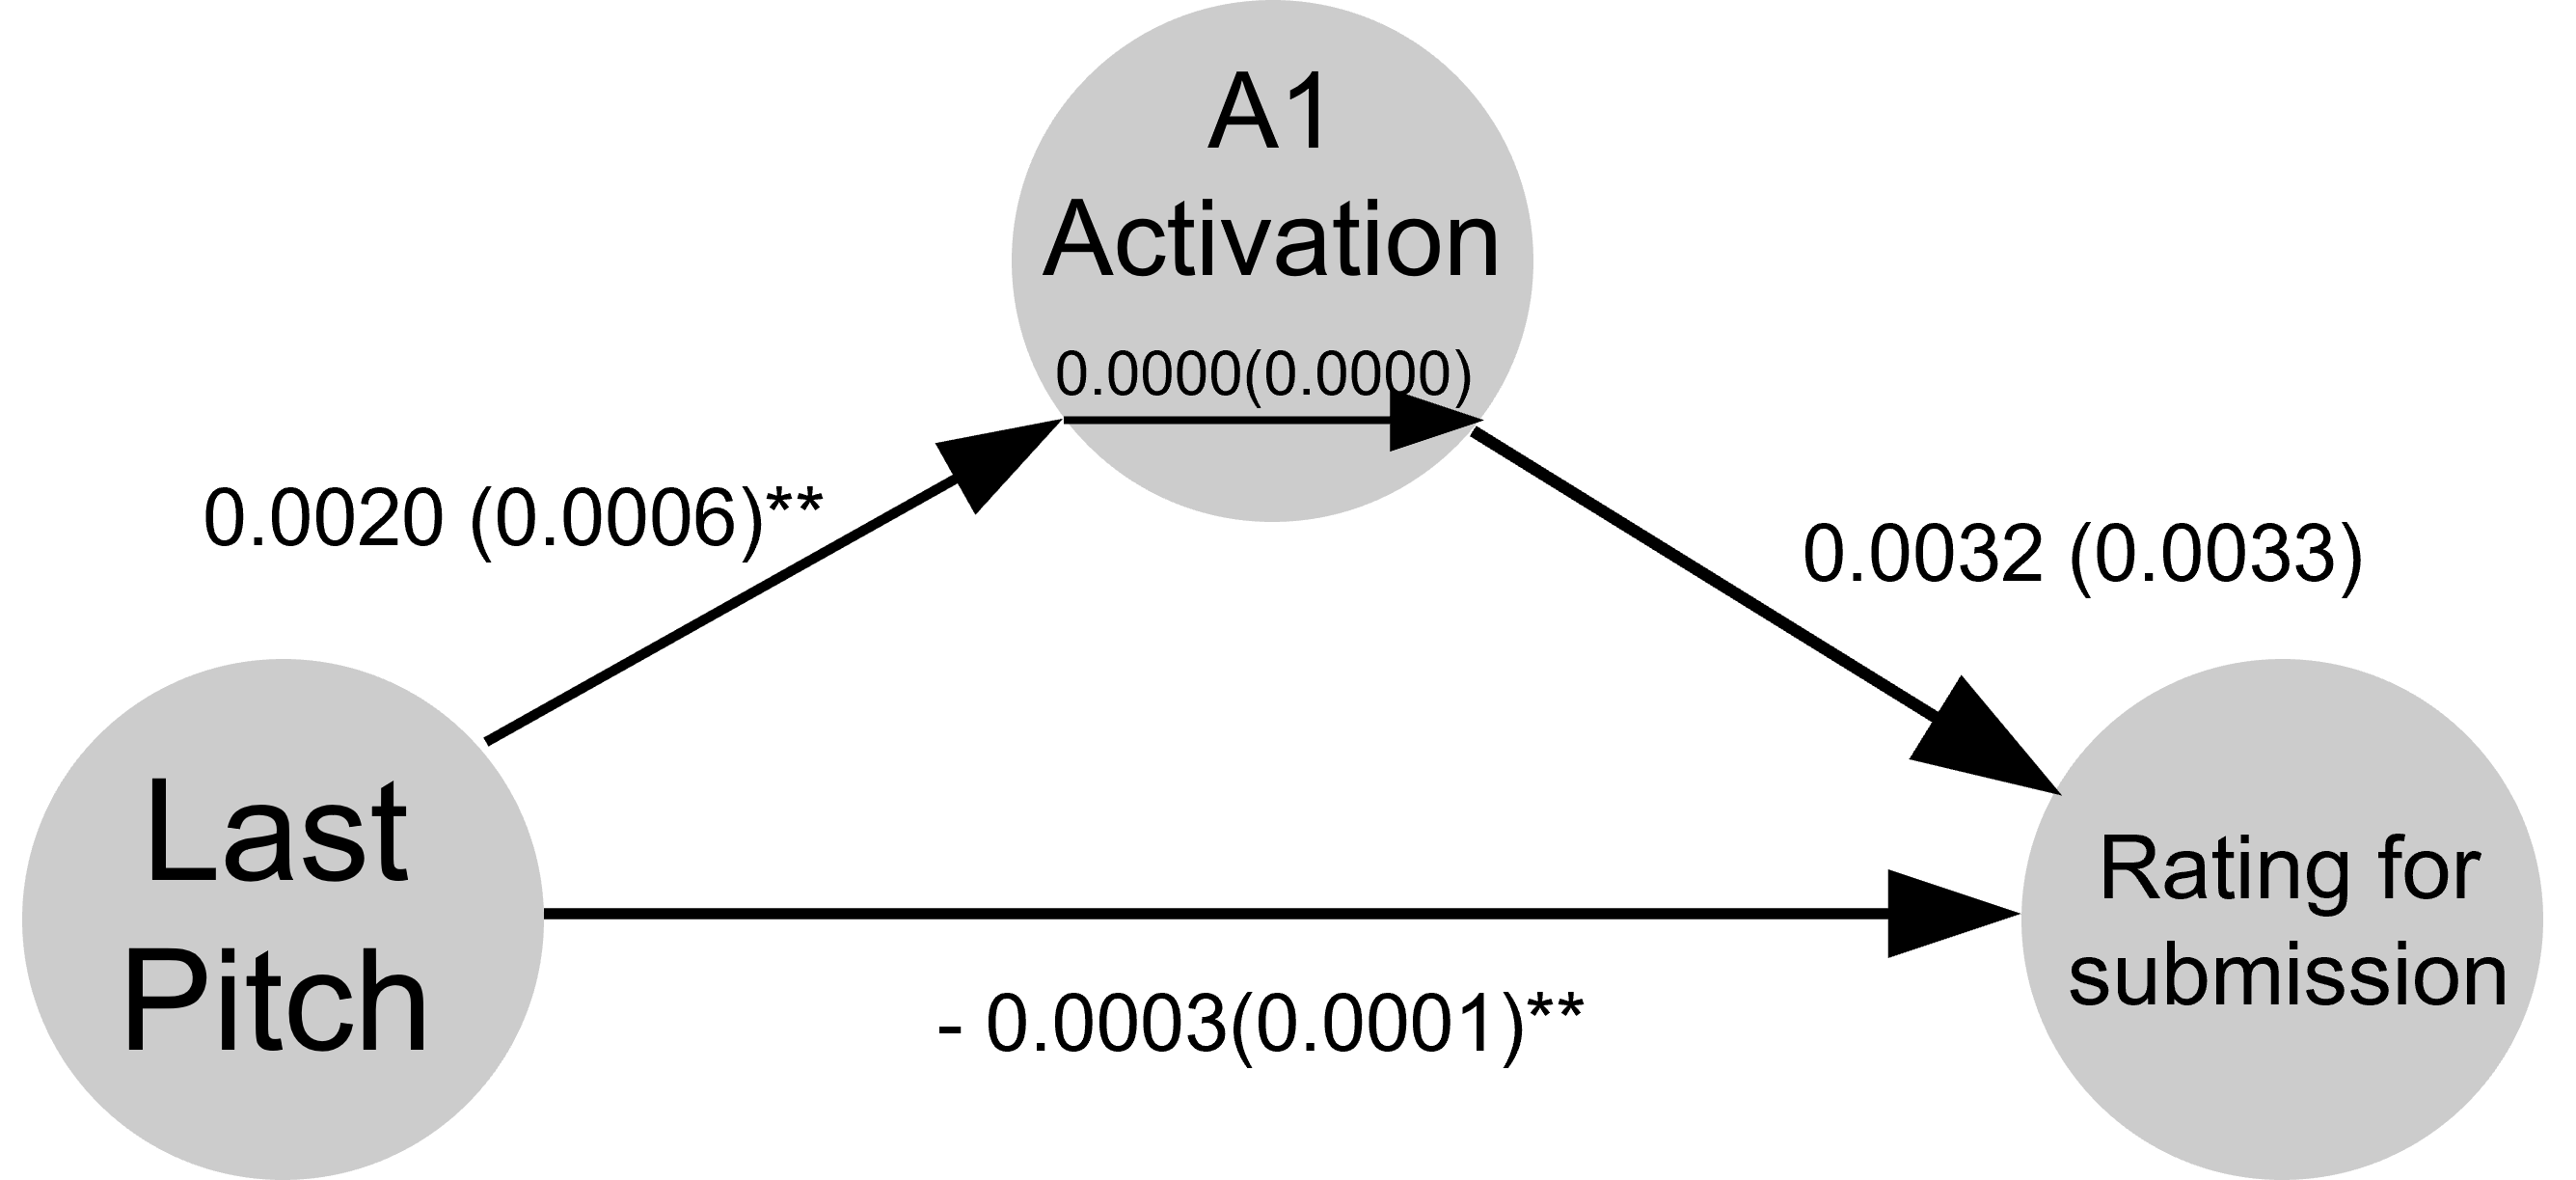 A1
Activation
0.0000(0.0000)
0.0020 (0.0006)**
0.0032 (0.0033)
Last
Pitch
Rating for
submission
- 0.0003(0.0001)**